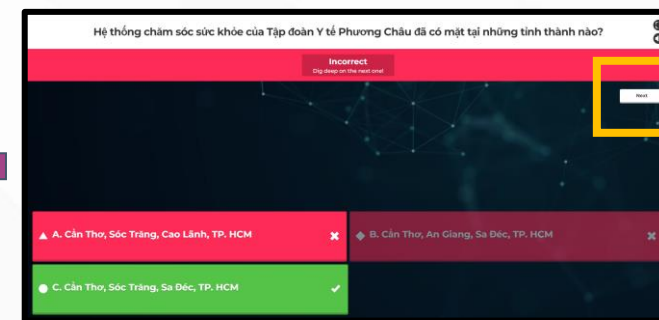 Hệ thống chăm sóc sức khỏe của Tập đoàn Y tế Phương Châu đã có mặt tại những tỉnh thành nào?
Incorrect
Dig deep on the next one!
Next
A. Cần Thơ, Sóc Trăng, Cao Lãnh, TP. HCM
B. Cần Thơ, An Giang, Sa Đéc, TP. HCM
C. Cần Thơ, Sóc Trăng, Sa Đéc, TP. HCM